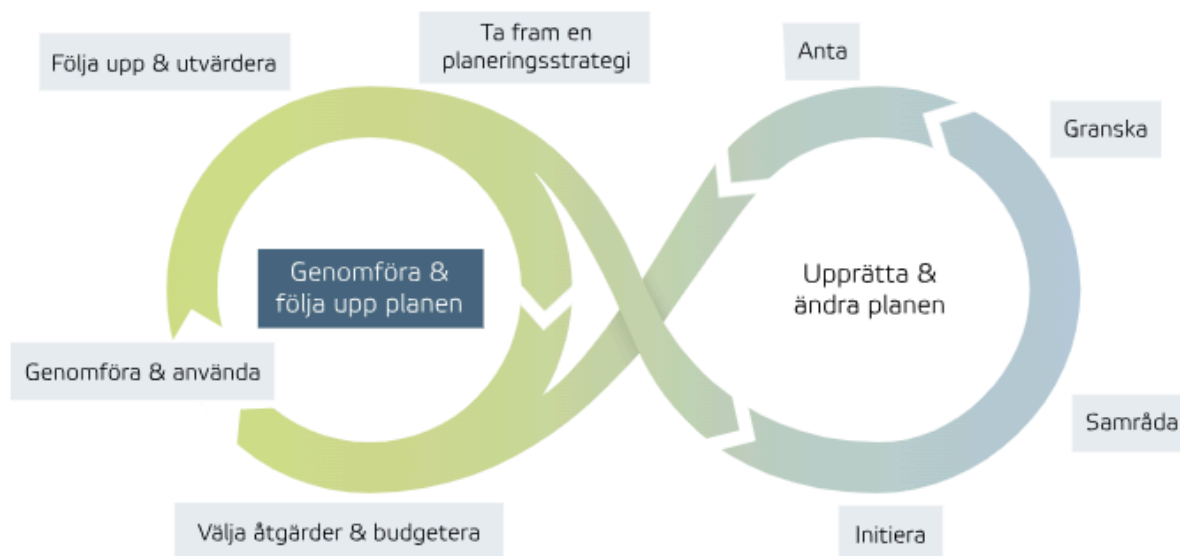 Ta fram en
planeringsstrategi
Anta
Följa upp & utvärdera
Granska
Genomföra &
följa upp planen
Upprätta &
ändra planen
Genomföra & använda
Samråda
Välja åtgärder & budgetera
Initiera